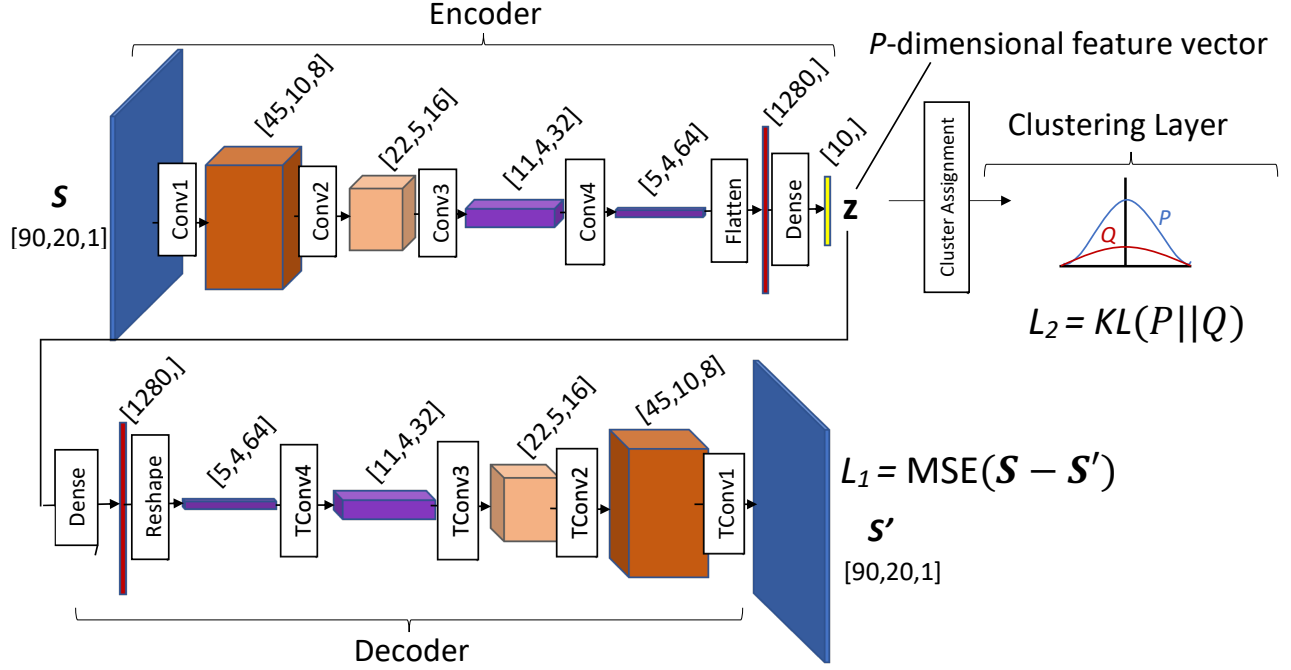 Encoder
P-dimensional feature vector
[45,10,8]
[22,5,16]
[11,4,32]
[5,4,64]
[1280,]
[10,]
Clustering Layer
S
[90,20,1]
Conv1
Conv2
Conv3
Conv4
Flatten
Dense
z
Cluster Assignment
P
Q
L2 = KL(P||Q)
[1280,]
[5,4,64]
[11,4,32]
[22,5,16]
[45,10,8]
Dense
Reshape
TConv4
TConv3
TConv2
TConv1
L1 = MSE(S − S′)
S'
[90,20,1]
Decoder